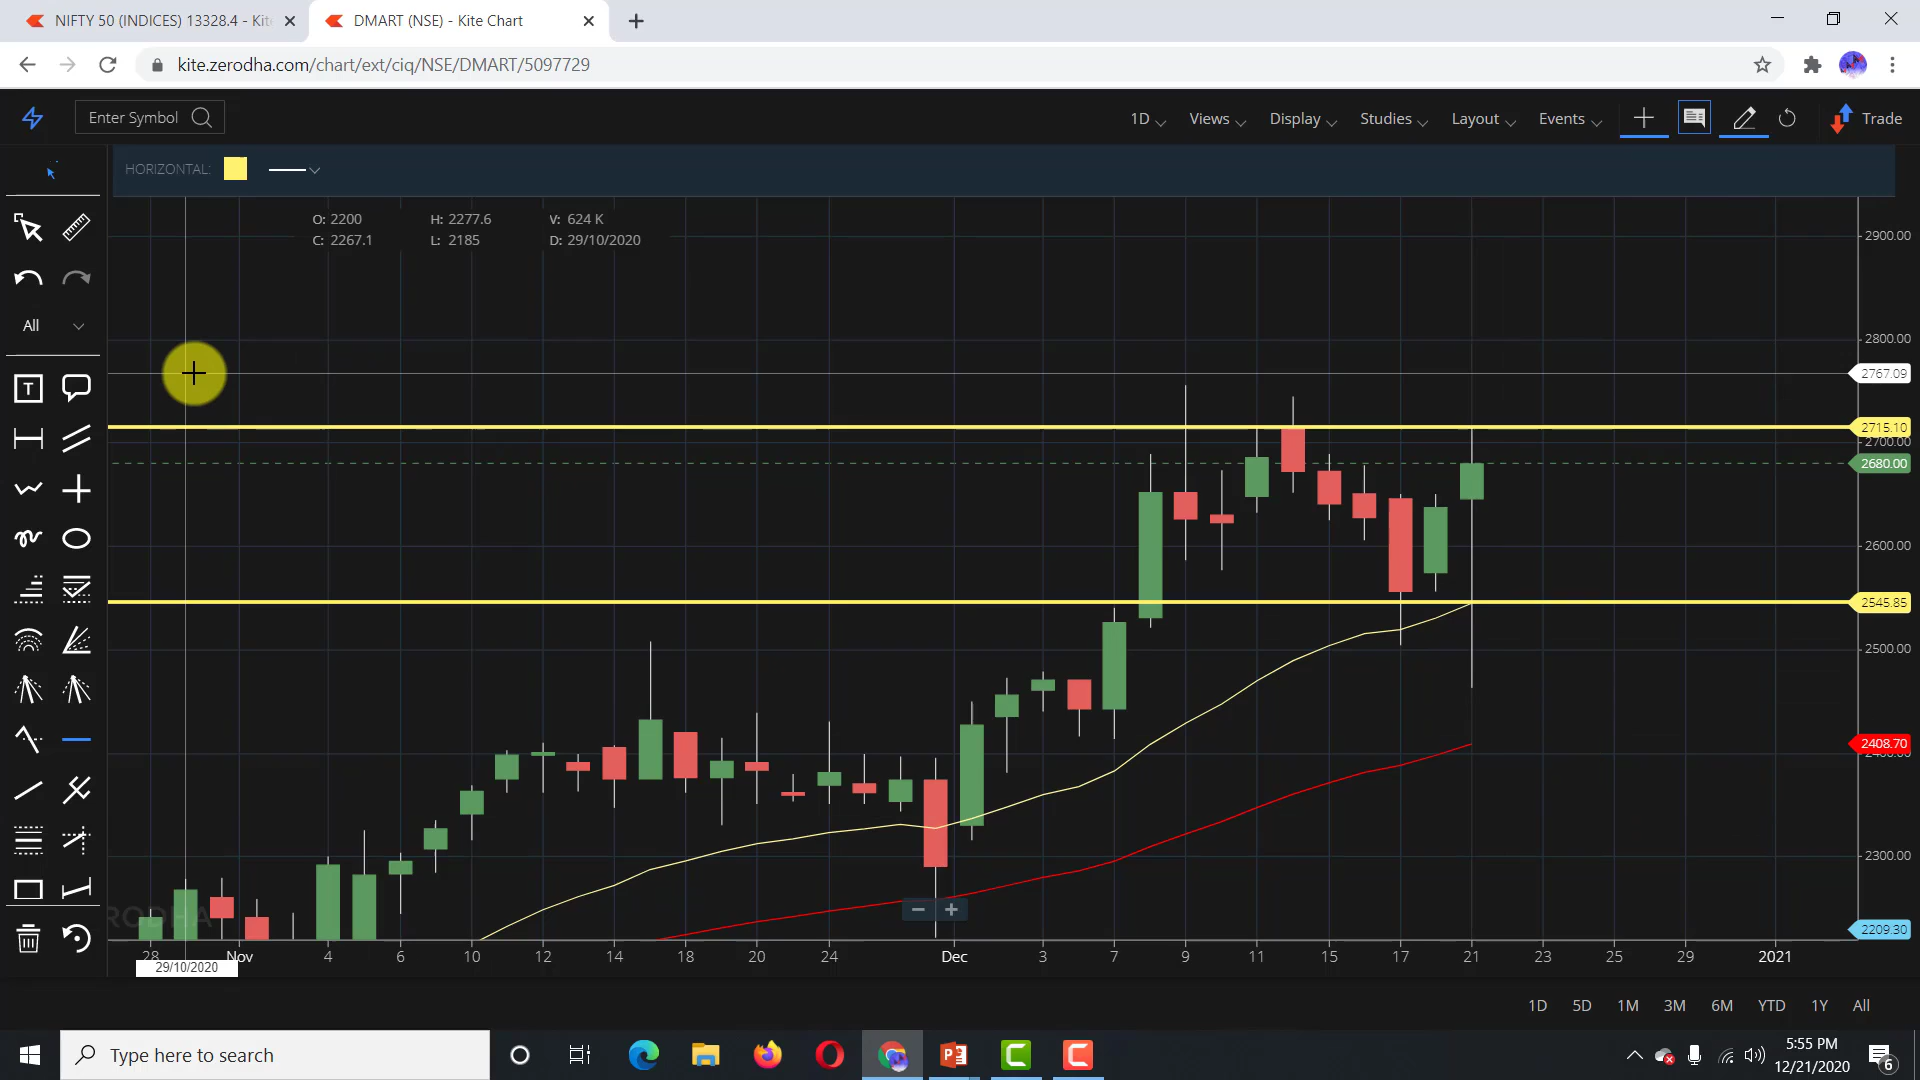 NIFTY 50 (INDICES) 13328.4 - Kit
DMART (NSE) - Kite Chart
kite.zerodha.com/chart/ext/ciq/NSE/DMART/5097729
Enter Symbol
1D
Views
Display
Studies
Layout
Events
Trade
HORIZONTAL:
O: 2200 H: 2277.6 V: 624 K
C: 2267.1 L: 2185 D: 29/10/2020
All
T
2900.00
2800.00
2767.09
2715.10
2700.00
2680.00
2600.00
2545.85
2500.00
2408.70
2300.00
2209.30
28 Nov 4 6 10 12 14 18 20 24 Dec 3 7 9 11 15 17 21 23 25 29 2021
29/10/2020
1D 5D 1M 3M 6M YTD 1Y All
Type here to search
5:55 PM
12/21/2020
6